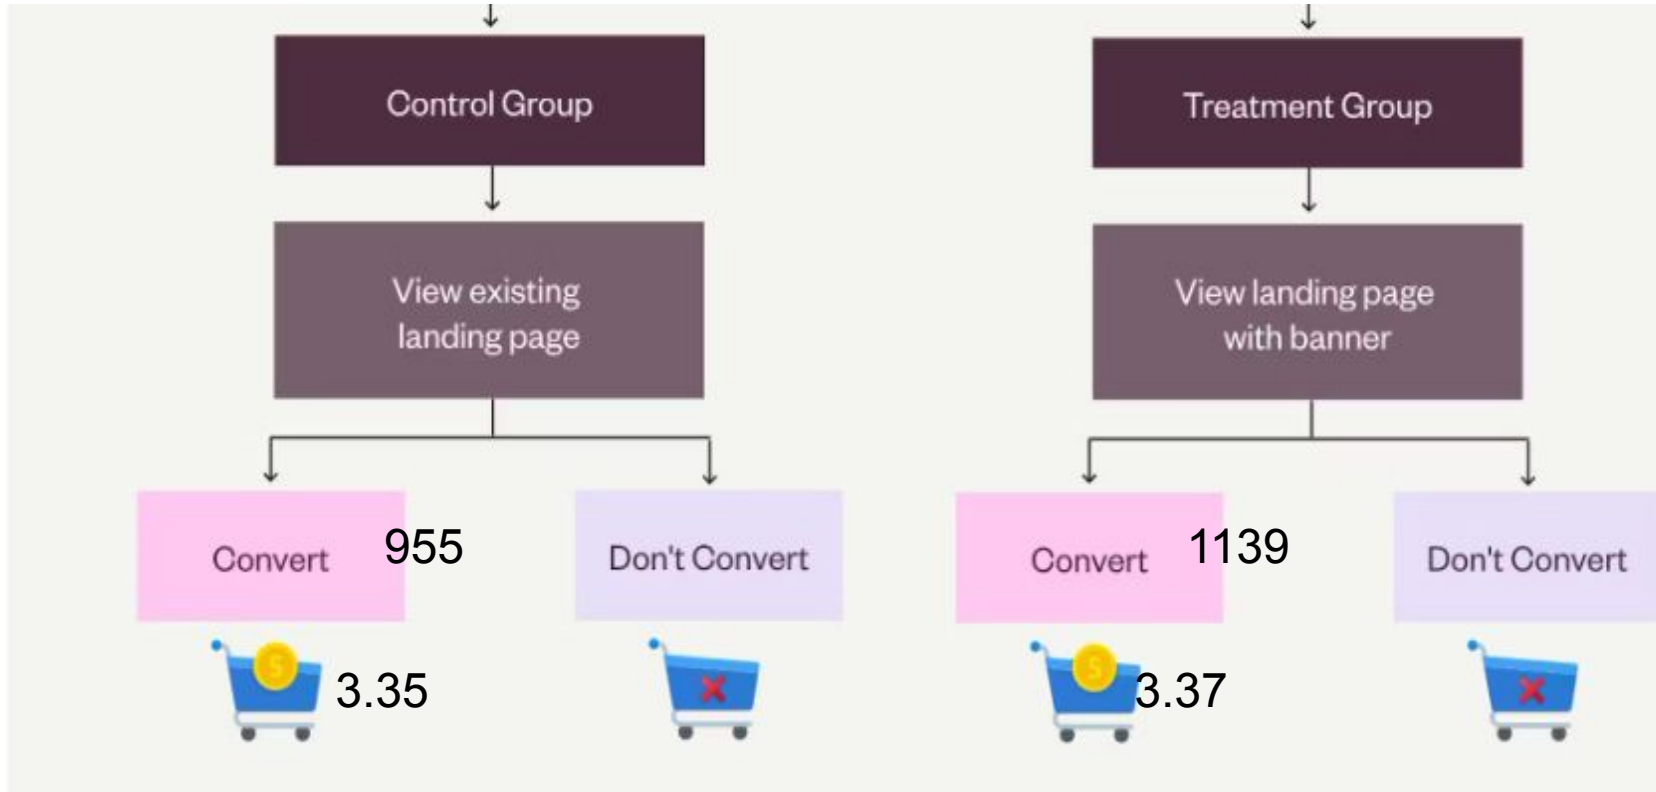 Control Group
Treatment Group
View existing
landing page
View landing page
with banner
Convert
955
Don't Convert
Convert
1139
Don't Convert
3.35
3.37